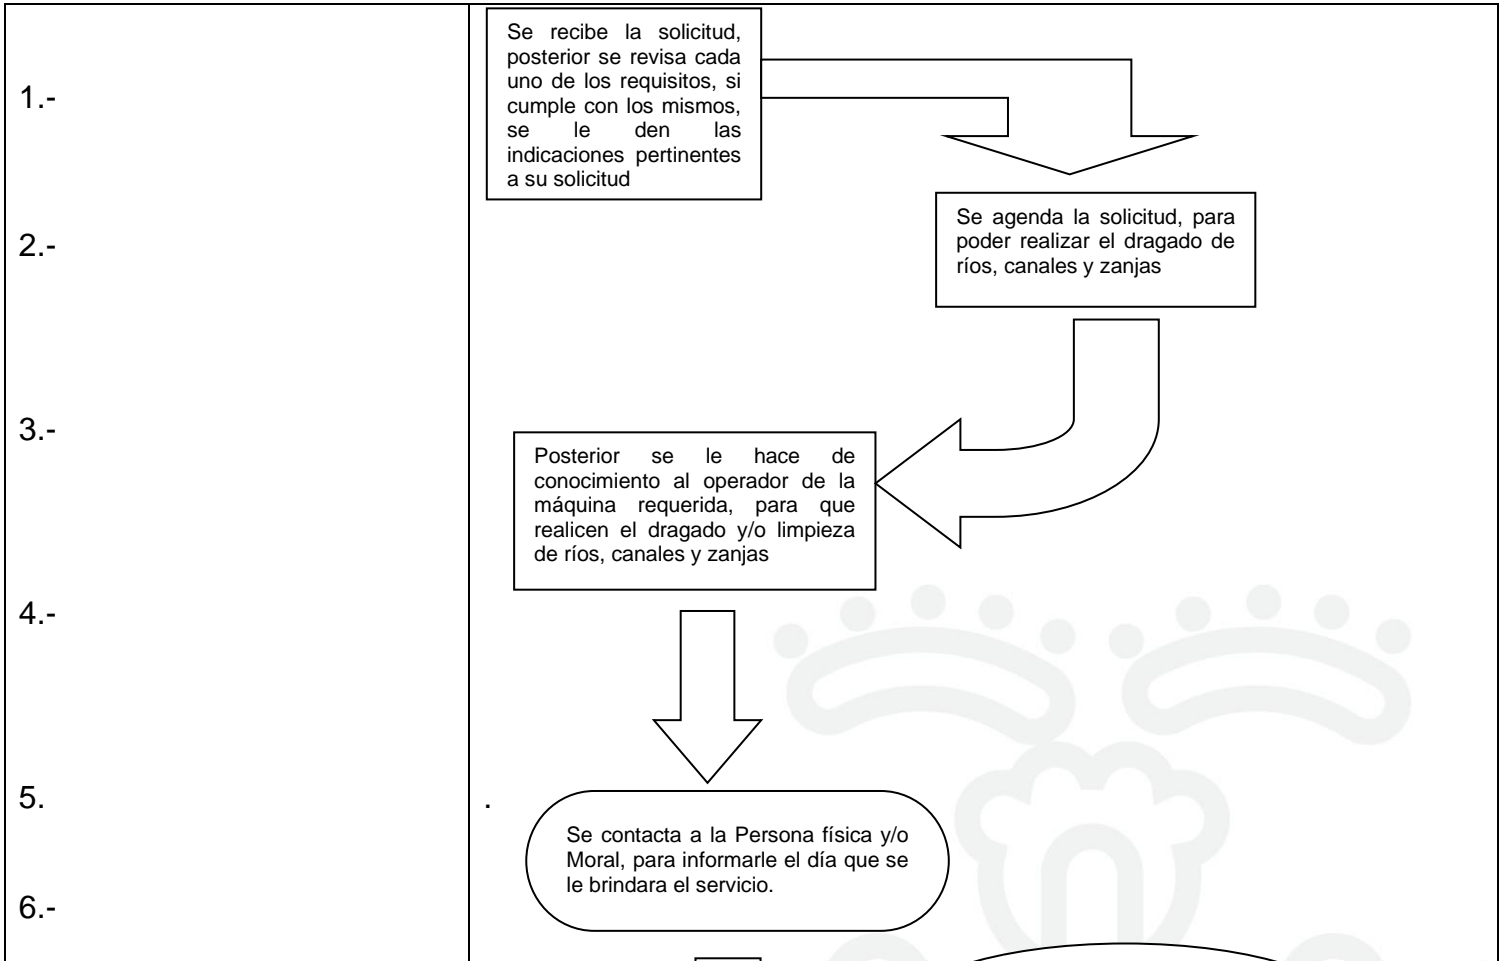 1.-
Se recibe la solicitud,
posterior se revisa cada
uno de los requisitos, si
cumple con los mismos,
se le den las
indicaciones pertinentes
a su solicitud
2.-
Se agenda la solicitud, para
poder realizar el dragado de
ríos, canales y zanjas
3.-
Posterior se le hace de
conocimiento al operador de la
máquina requerida, para que
realicen el dragado y/o limpieza
de ríos, canales y zanjas
4.-
5.
.
Se contacta a la Persona física y/o
Moral, para informarle el día que se
le brindara el servicio.
6.-